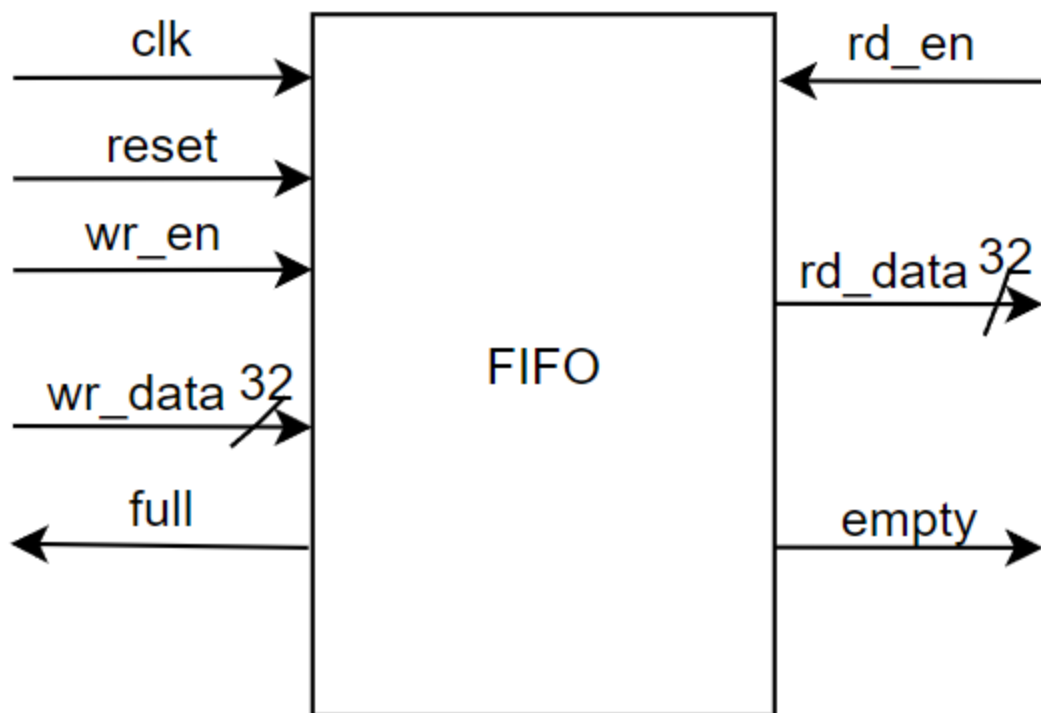 clk
rd_en
reset
wr_en
rd_data 32
FIFO
wr_data 32
full
empty